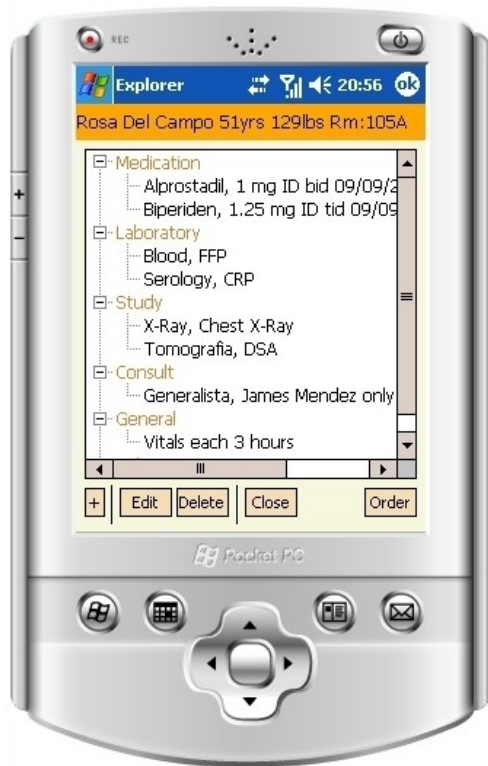 REC
Explorer 20:56 ok
Rosa Del Campo 51yrs 129lbs Rm:105A
Medication
Alprostadil, 1 mg ID bid 09/09/2
Biperiden, 1.25 mg ID tid 09/09
Laboratory
Blood, FFP
Serology, CRP
Study
X-Ray, Chest X-Ray
Tomografia, DSA
Consult
Generalista, James Mendez only
General
Vitals each 3 hours
+ Edit Delete Close Order
Pocket PC